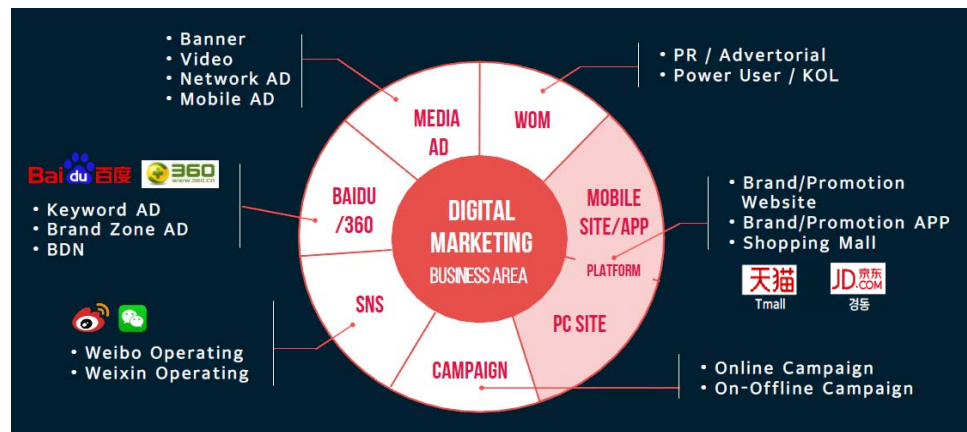 • Banner
• Video
• Network AD
• Mobile AD
• PR / Advertorial
• Power User / KOL
MEDIA
AD
WOM
Bai du 百度
360
www.360.cn
• Keyword AD
• Brand Zone AD
• BDN
BAIDU
/360
DIGITAL
MARKETING
BUSINESS AREA
MOBILE
SITE/APP
PLATFORM
PC SITE
• Brand/Promotion
Website
• Brand/Promotion APP
• Shopping Mall
天猫
Tmall
JD.京东
.COM
경동
SNS
• Weibo Operating
• Weixin Operating
CAMPAIGN
• Online Campaign
• On-Offline Campaign